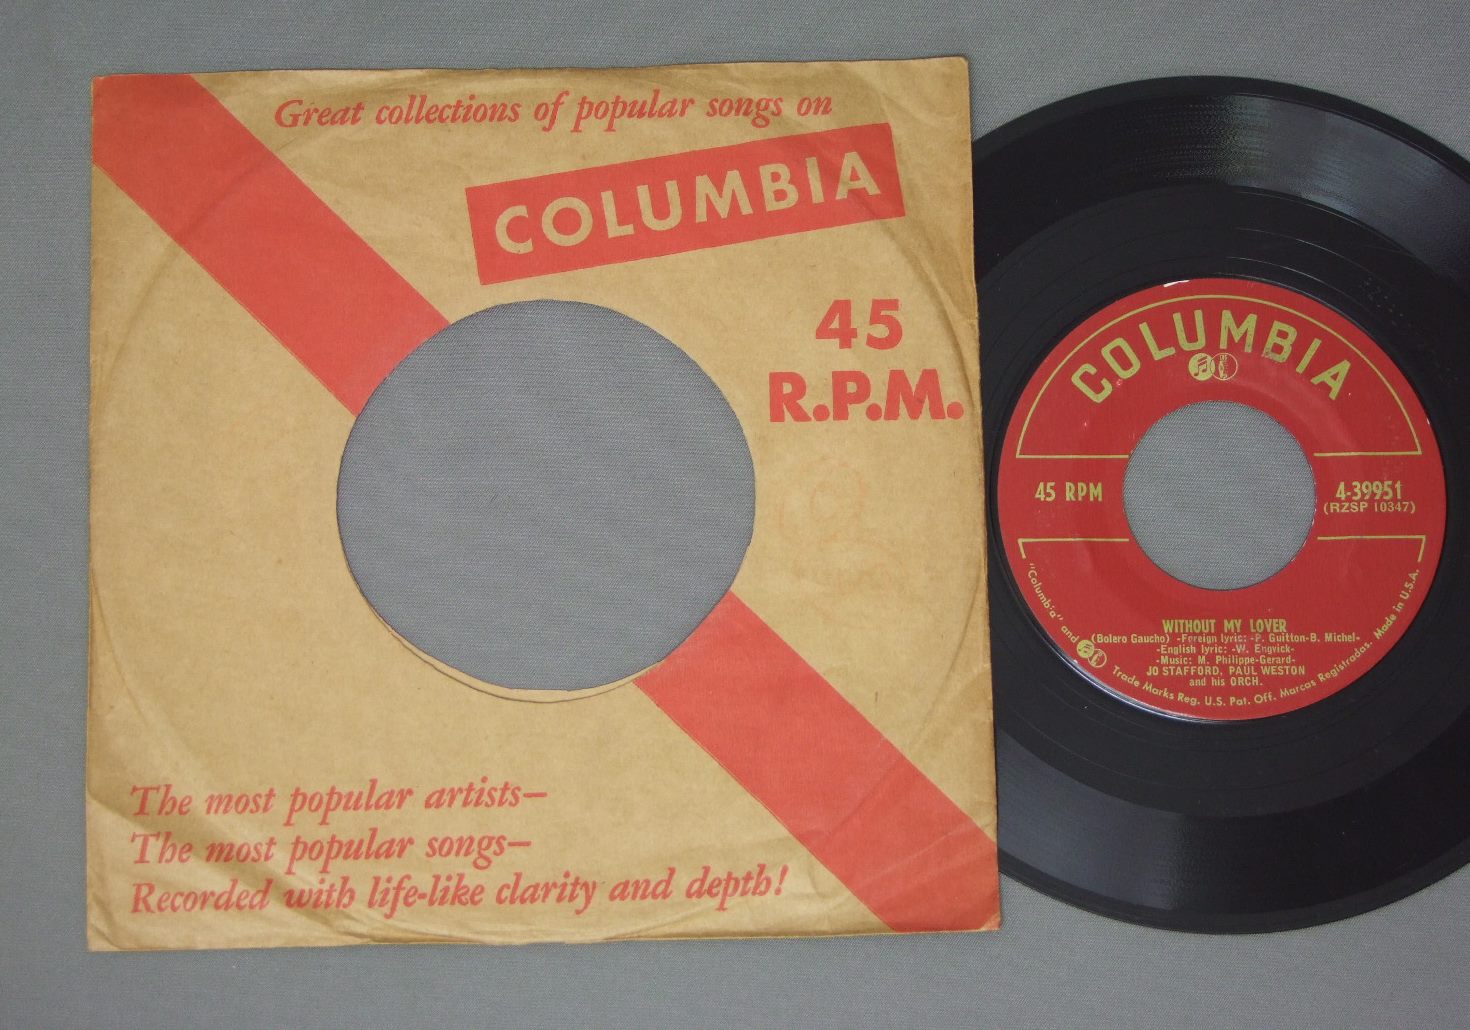 Great collections of popular songs on
COLUMBIA
45
R.P.M.
The most popular artists—
The most popular songs—
Recorded with life-like clarity and depth!
COLUMBIA
45 RPM
4-39951
(RZSP 10347)
WITHOUT MY LOVER
(Bolero Gaucho) -Foreign lyric: -P. Guitton-B. Michel-
-English lyric: -W. Engvick-
-Music: M. Philippe-Gerard-
JO STAFFORD, PAUL WESTON
and his ORCH.
"Columbia" and Trade Marks Reg. U.S. Pat. Off. Marcas Registradas. Made in U.S.A.